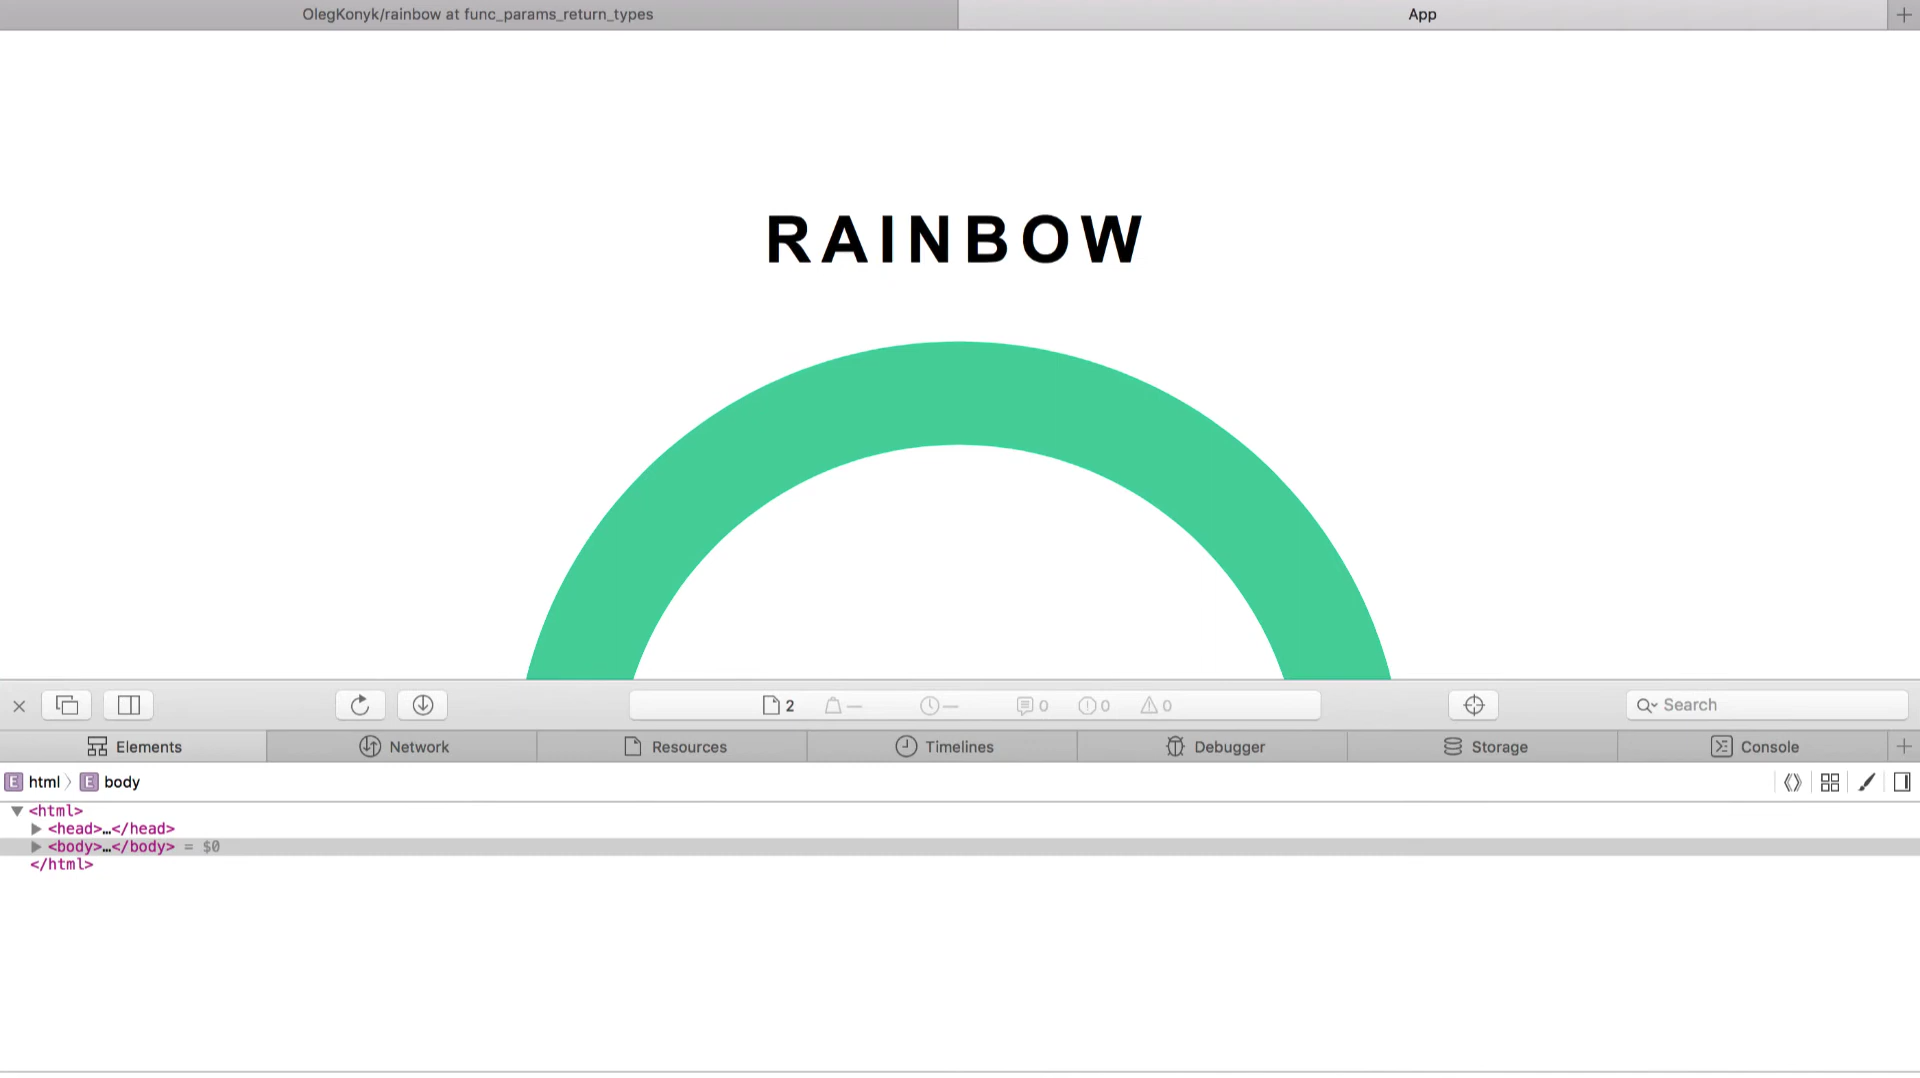 OlegKonyk/rainbow at func_params_return_types
App
RAINBOW
2 — — 0 0 0
Search
Elements Network Resources Timelines Debugger Storage Console
E html E body
<html>
<head>…</head>
<body>…</body> = $0
</html>